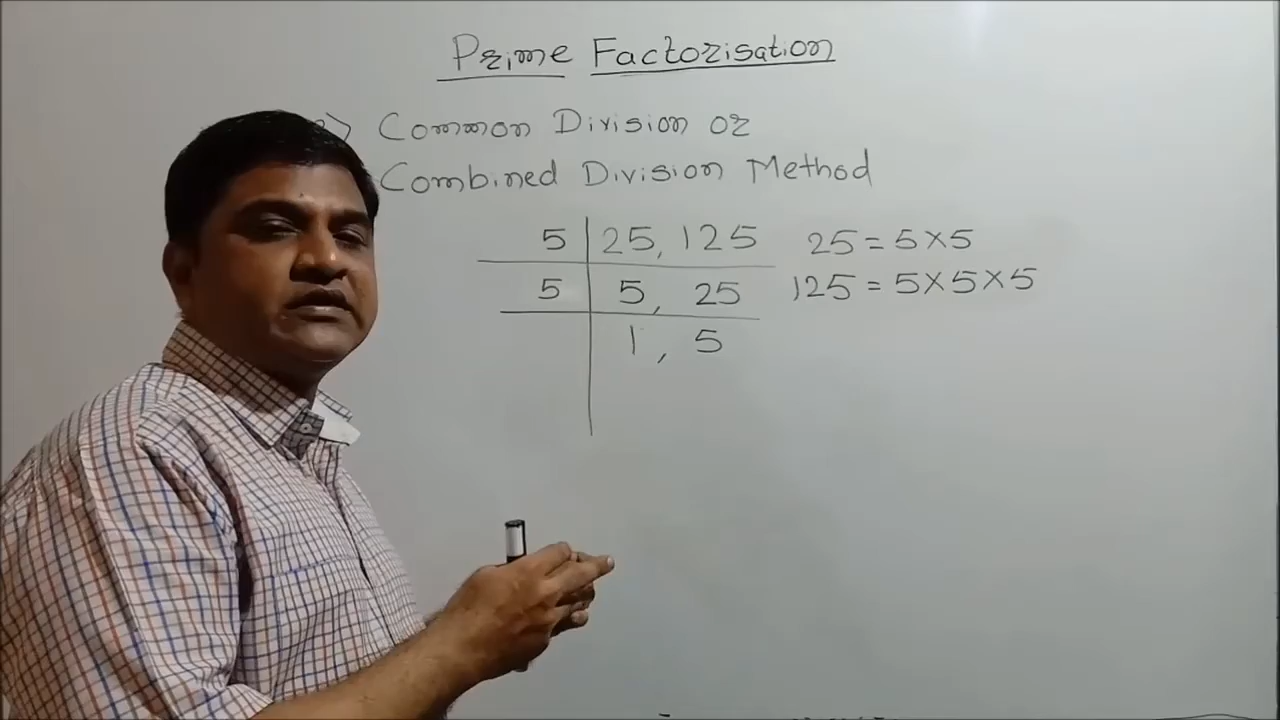 Prime Factorisation
2) Common Division or
Combined Division Method
5 | 25, 125 25 = 5×5
5 | 5, 25 125 = 5×5×5
1, 5